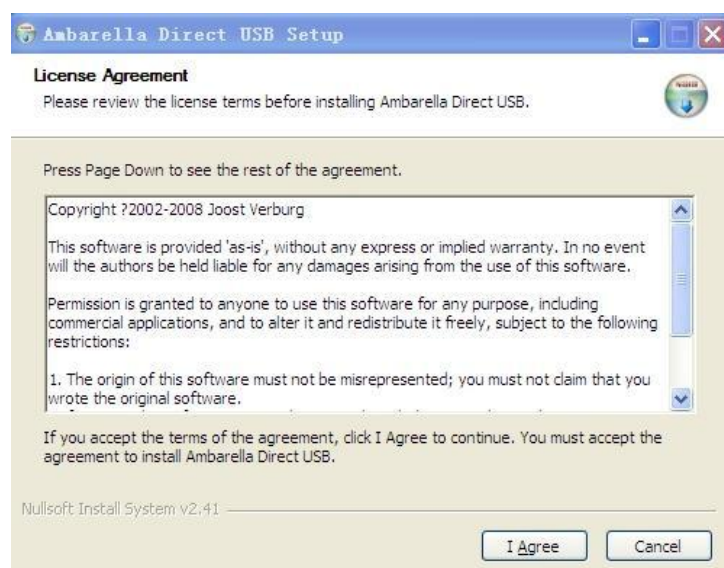 Ambarella Direct USB Setup
License Agreement
Please review the license terms before installing Ambarella Direct USB.
Press Page Down to see the rest of the agreement.
Copyright ?2002-2008 Joost Verburg
This software is provided 'as-is', without any express or implied warranty. In no event
will the authors be held liable for any damages arising from the use of this software.
Permission is granted to anyone to use this software for any purpose, including
commercial applications, and to alter it and redistribute it freely, subject to the following
restrictions:
1. The origin of this software must not be misrepresented; you must not claim that you
wrote the original software.
If you accept the terms of the agreement, click I Agree to continue. You must accept the
agreement to install Ambarella Direct USB.
Nullsoft Install System v2.41
I Agree
Cancel